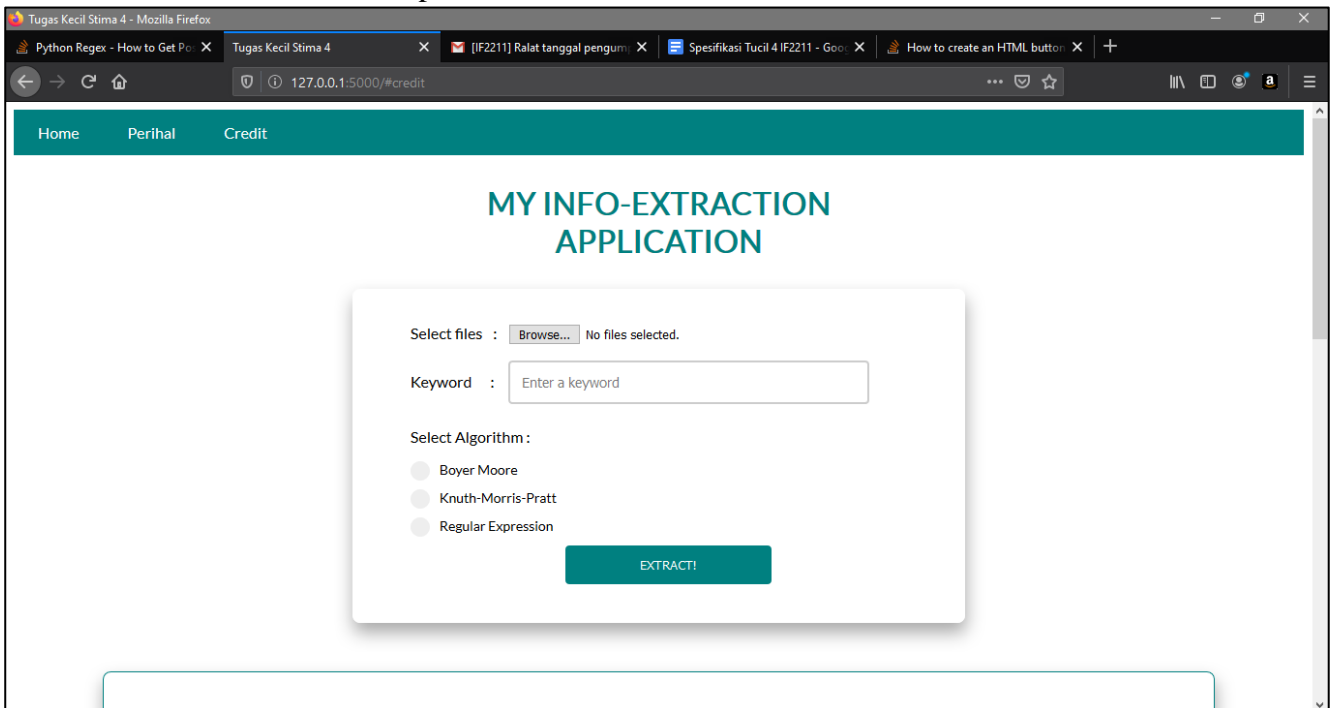 Tugas Kecil Stima 4 - Mozilla Firefox
Python Regex - How to Get Po
Tugas Kecil Stima 4
[IF2211] Ralat tanggal pengum
Spesifikasi Tucil 4 IF2211 - Goo
How to create an HTML button
127.0.0.1:5000/#credit
Home Perihal Credit
MY INFO-EXTRACTION
APPLICATION
Select files : Browse... No files selected.
Keyword : Enter a keyword
Select Algorithm :
Boyer Moore
Knuth-Morris-Pratt
Regular Expression
EXTRACT!